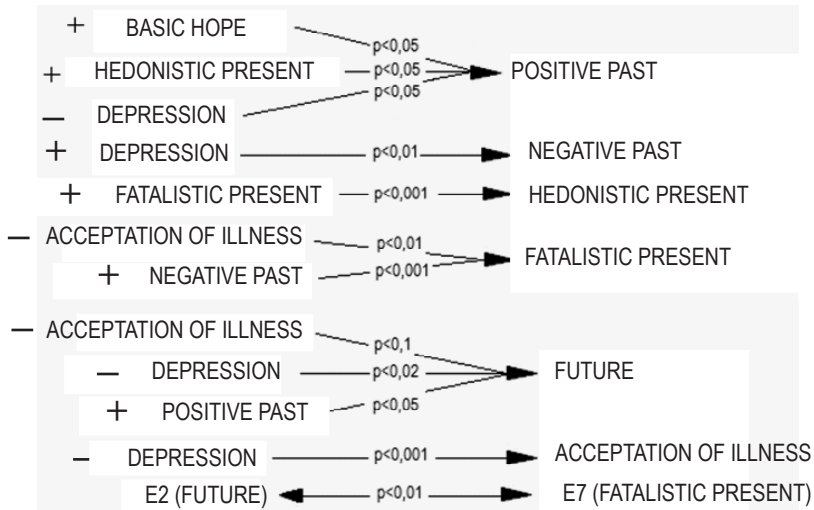 + BASIC HOPE p<0,05
+ HEDONISTIC PRESENT p<0,05 POSITIVE PAST
— DEPRESSION p<0,05
+ DEPRESSION p<0,01 NEGATIVE PAST
+ FATALISTIC PRESENT p<0,001 HEDONISTIC PRESENT
— ACCEPTATION OF ILLNESS p<0,01 FATALISTIC PRESENT
+ NEGATIVE PAST p<0,001
— ACCEPTATION OF ILLNESS p<0,1
— DEPRESSION p<0,02 FUTURE
+ POSITIVE PAST p<0,05
— DEPRESSION p<0,001 ACCEPTATION OF ILLNESS
E2 (FUTURE) p<0,01 E7 (FATALISTIC PRESENT)